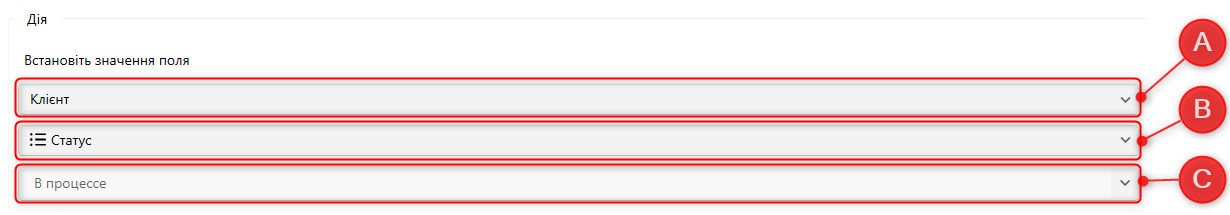 Дія
Встановіть значення поля
A
Клієнт
B
Статус
C
В процессе